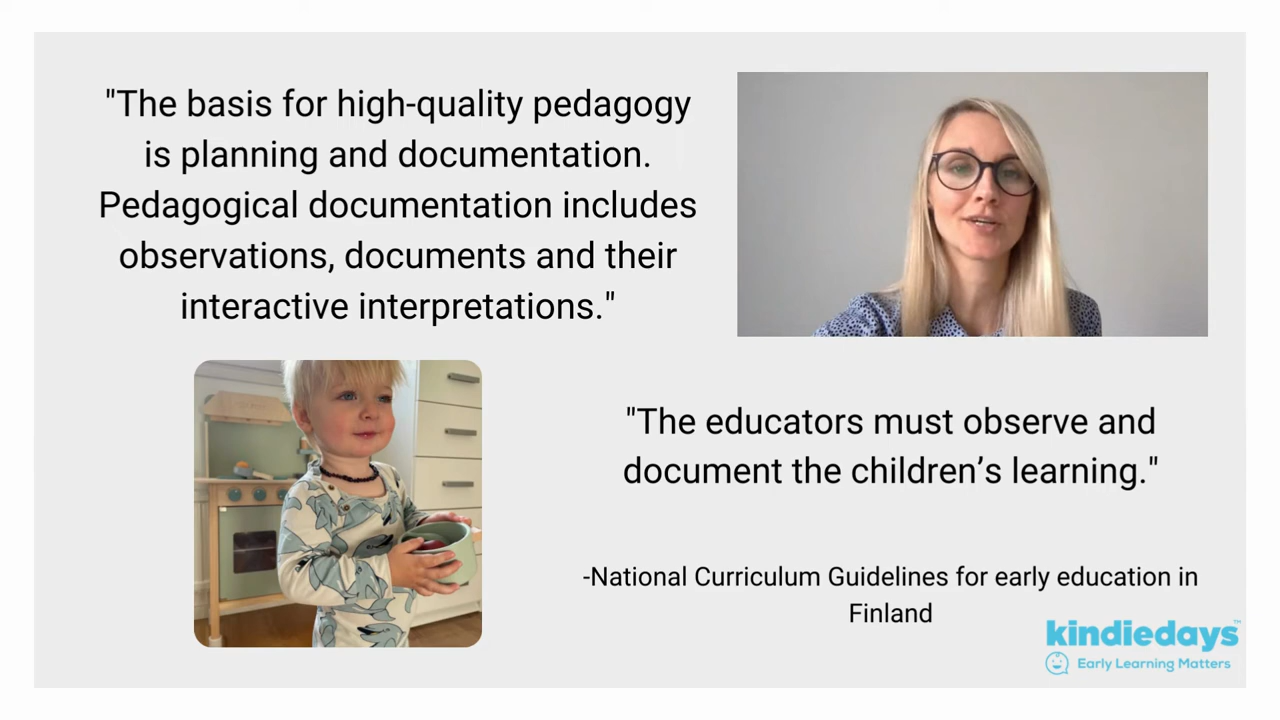 "The basis for high-quality pedagogy
is planning and documentation.
Pedagogical documentation includes
observations, documents and their
interactive interpretations."
"The educators must observe and
document the children’s learning."
-National Curriculum Guidelines for early education in
Finland
kindiedays™
Early Learning Matters